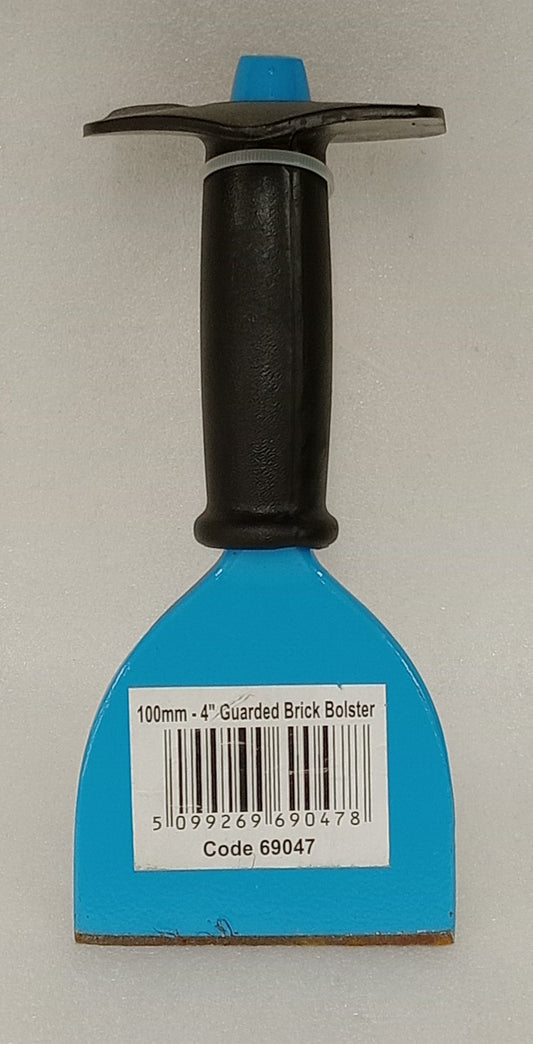 100mm - 4" Guarded Brick Bolster
5 099269 690478
Code 69047